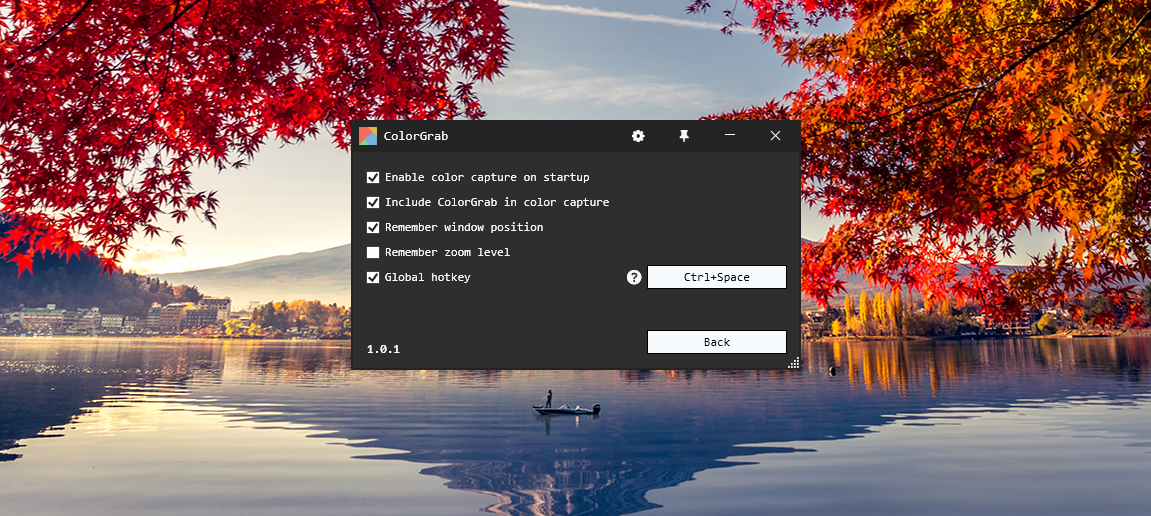 ColorGrab
Enable color capture on startup
Include ColorGrab in color capture
Remember window position
Remember zoom level
Global hotkey
?
Ctrl+Space
1.0.1
Back